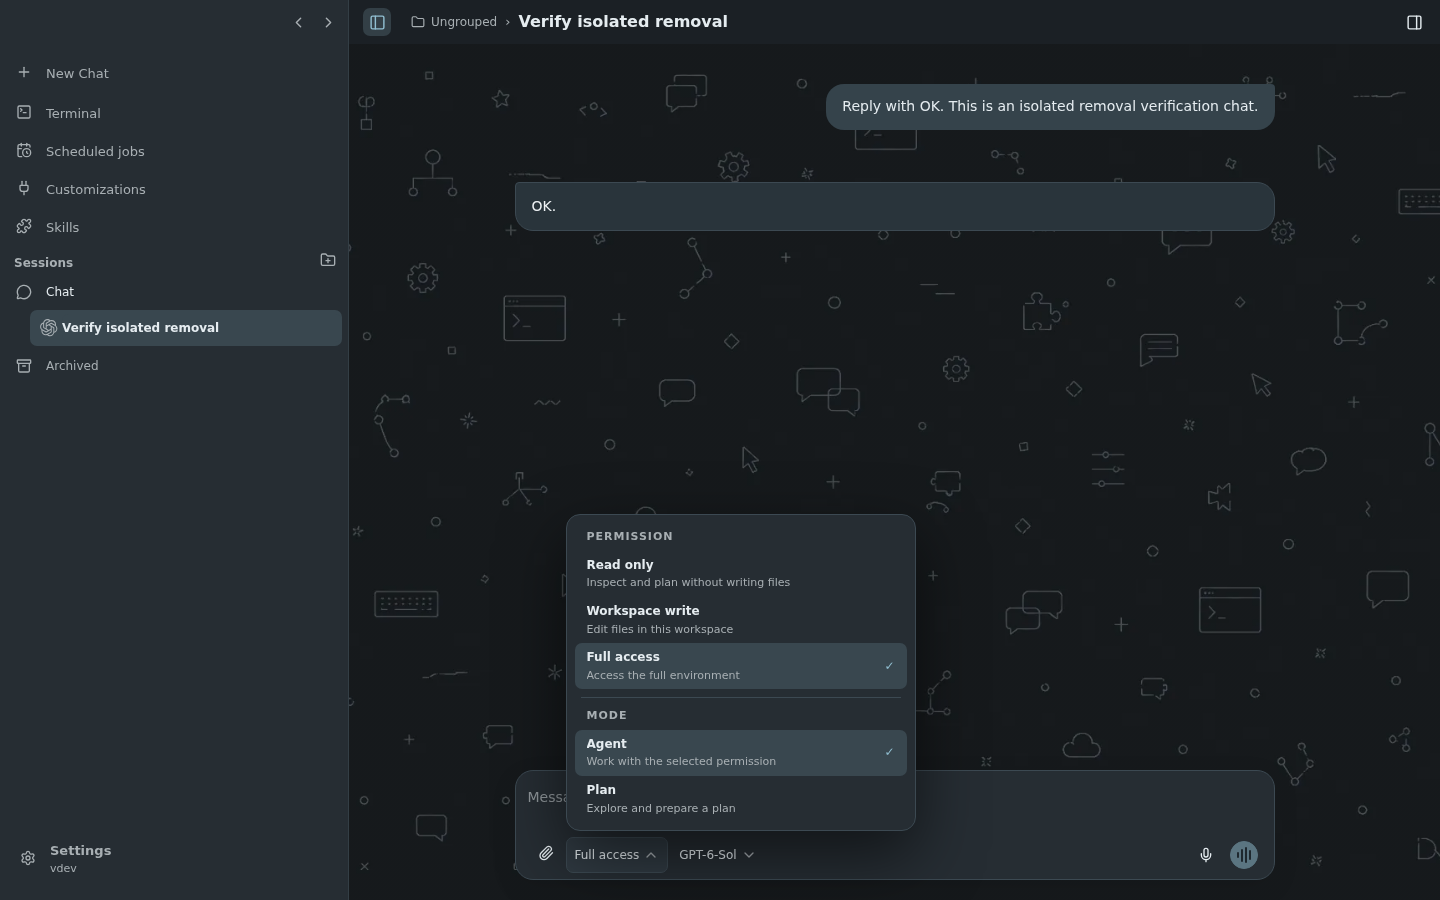 Ungrouped › Verify isolated removal
New Chat
Terminal
Scheduled jobs
Customizations
Skills
Sessions
Chat
Verify isolated removal
Archived
Settings
vdev
Reply with OK. This is an isolated removal verification chat.
OK.
PERMISSION
Read only
Inspect and plan without writing files
Workspace write
Edit files in this workspace
Full access ✓
Access the full environment
MODE
Agent ✓
Work with the selected permission
Plan
Explore and prepare a plan
Full access
GPT-6-Sol